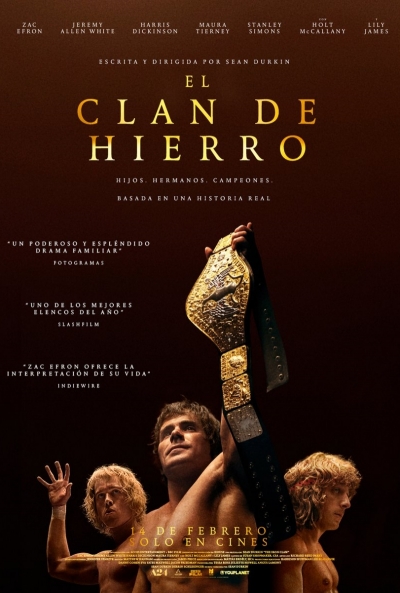 ZAC EFRON
JEREMY ALLEN WHITE
HARRIS DICKINSON
MAURA TIERNEY
STANLEY SIMONS
CON HOLT McCALLANY
Y LILY JAMES
ESCRITA Y DIRIGIDA POR SEAN DURKIN
EL
CLAN DE
HIERRO
HIJOS. HERMANOS. CAMPEONES.
BASADA EN UNA HISTORIA REAL
"UN PODEROSO Y ESPLÉNDIDO
DRAMA FAMILIAR"
FOTOGRAMAS
"UNO DE LOS MEJORES
ELENCOS DEL AÑO"
SLASHFILM
"ZAC EFRON OFRECE LA
INTERPRETACIÓN DE SU VIDA"
INDIEWIRE
14 DE FEBRERO
SOLO EN CINES
YOUPLANET